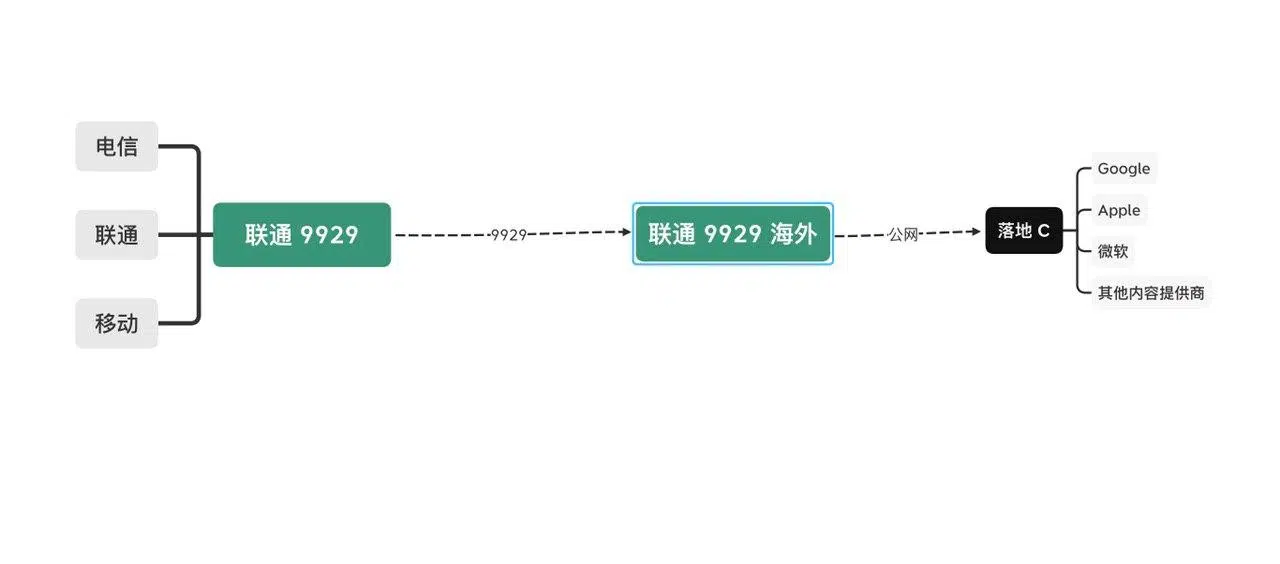 电信
联通
移动
联通 9929
9929
联通 9929 海外
公网
落地 C
Google
Apple
微软
其他内容提供商